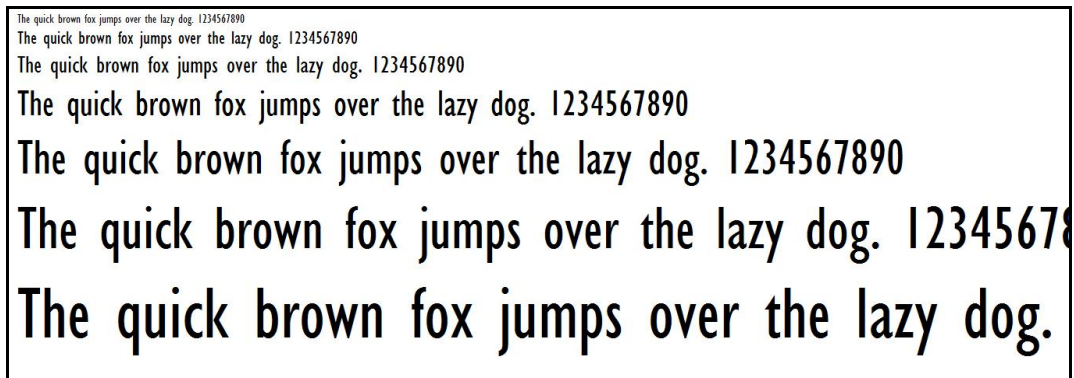 The quick brown fox jumps over the lazy dog. 1234567890
The quick brown fox jumps over the lazy dog. 1234567890
The quick brown fox jumps over the lazy dog. 1234567890
The quick brown fox jumps over the lazy dog. 1234567890
The quick brown fox jumps over the lazy dog. 1234567890
The quick brown fox jumps over the lazy dog. 12345678
The quick brown fox jumps over the lazy dog.